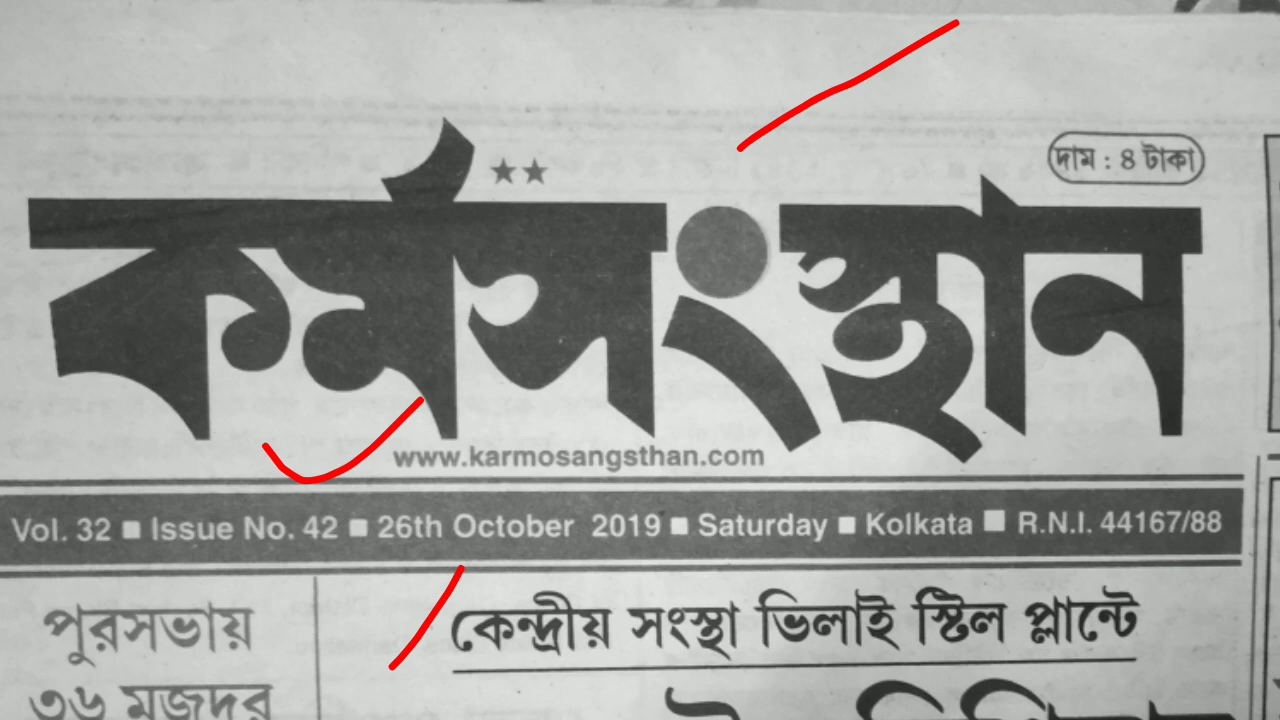 ★★
দাম : ৪ টাকা
কর্মসংস্থান
www.karmosangsthan.com
Vol. 32 ■ Issue No. 42 ■ 26th October 2019 ■ Saturday ■ Kolkata ■ R.N.I. 44167/88
কেন্দ্রীয় সংস্থা ভিলাই স্টিল প্লান্টে
পুরসভায়
৩৬ মজদুর